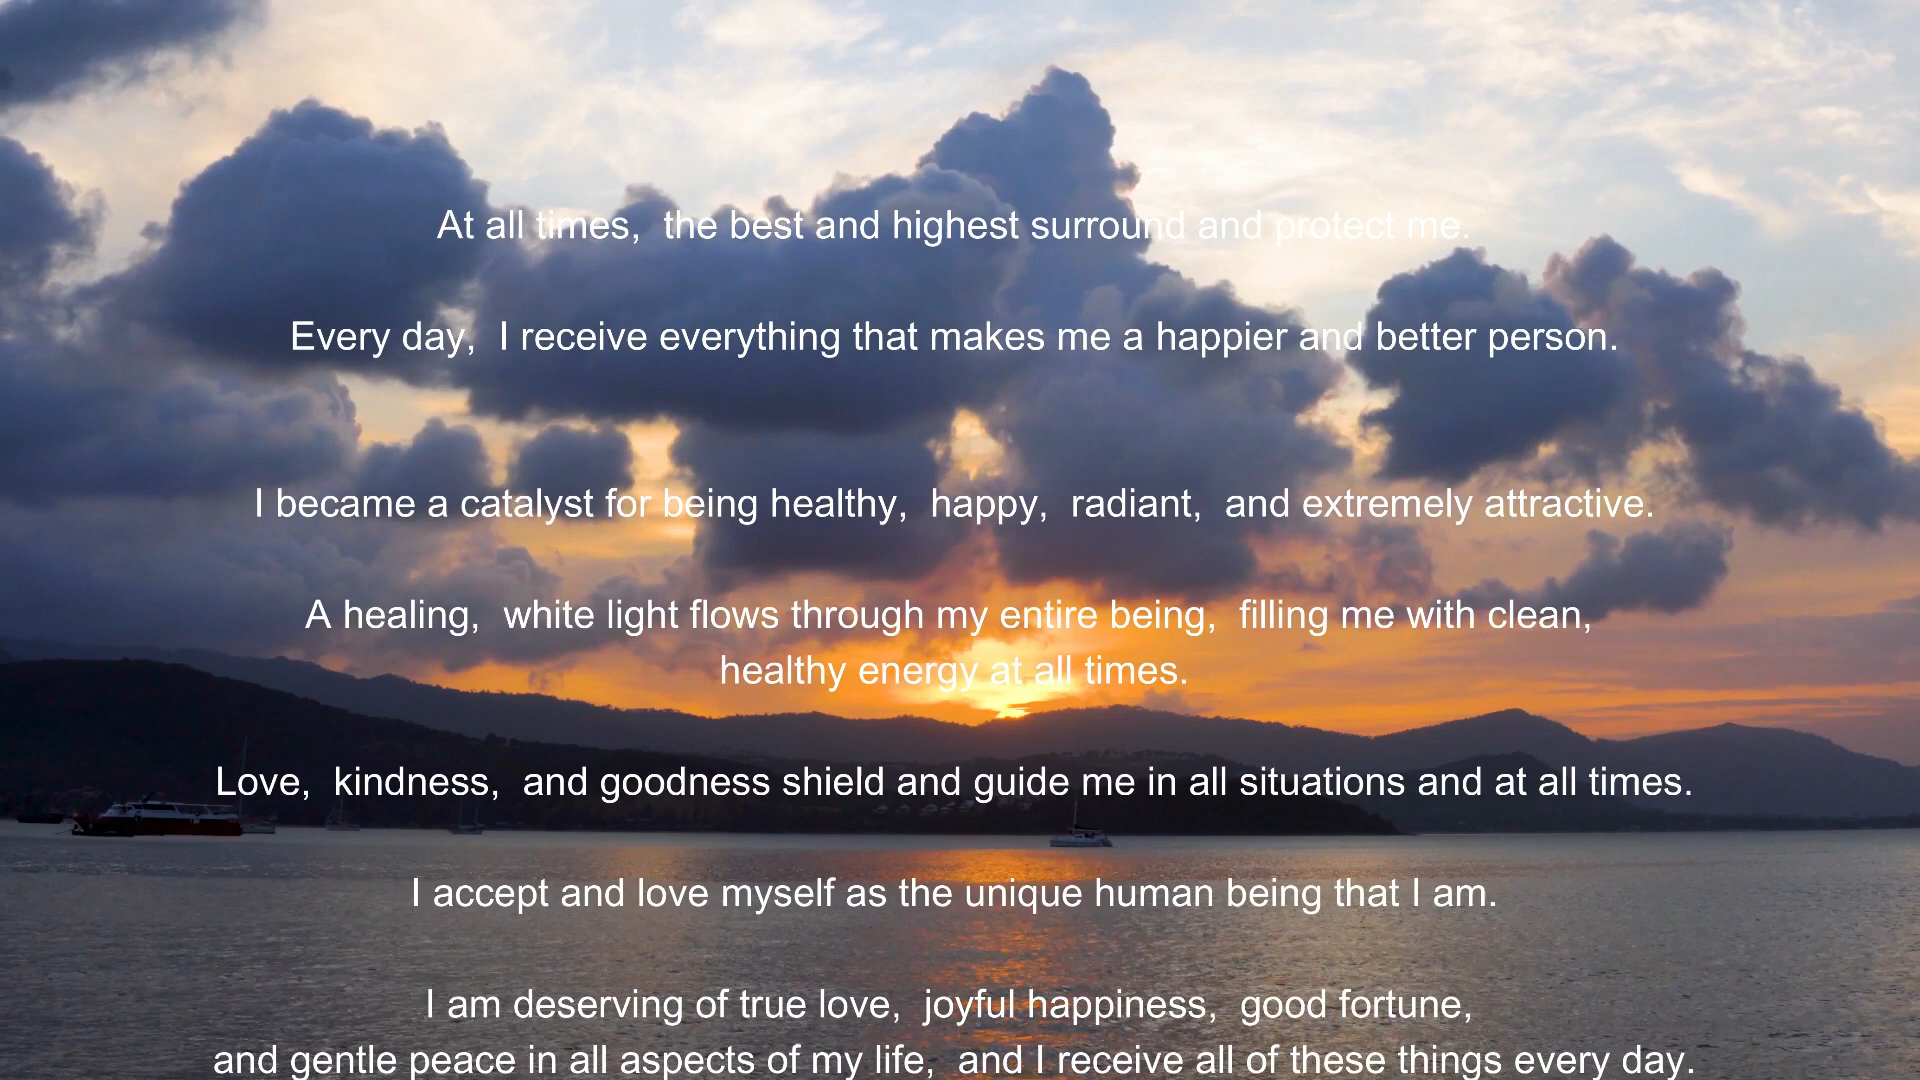 At all times,  the best and highest surround and protect me.
Every day,  I receive everything that makes me a happier and better person.
I became a catalyst for being healthy,  happy,  radiant,  and extremely attractive.
A healing,  white light flows through my entire being,  filling me with clean,
healthy energy at all times.
Love,  kindness,  and goodness shield and guide me in all situations and at all times.
I accept and love myself as the unique human being that I am.
I am deserving of true love,  joyful happiness,  good fortune,
and gentle peace in all aspects of my life,  and I receive all of these things every day.